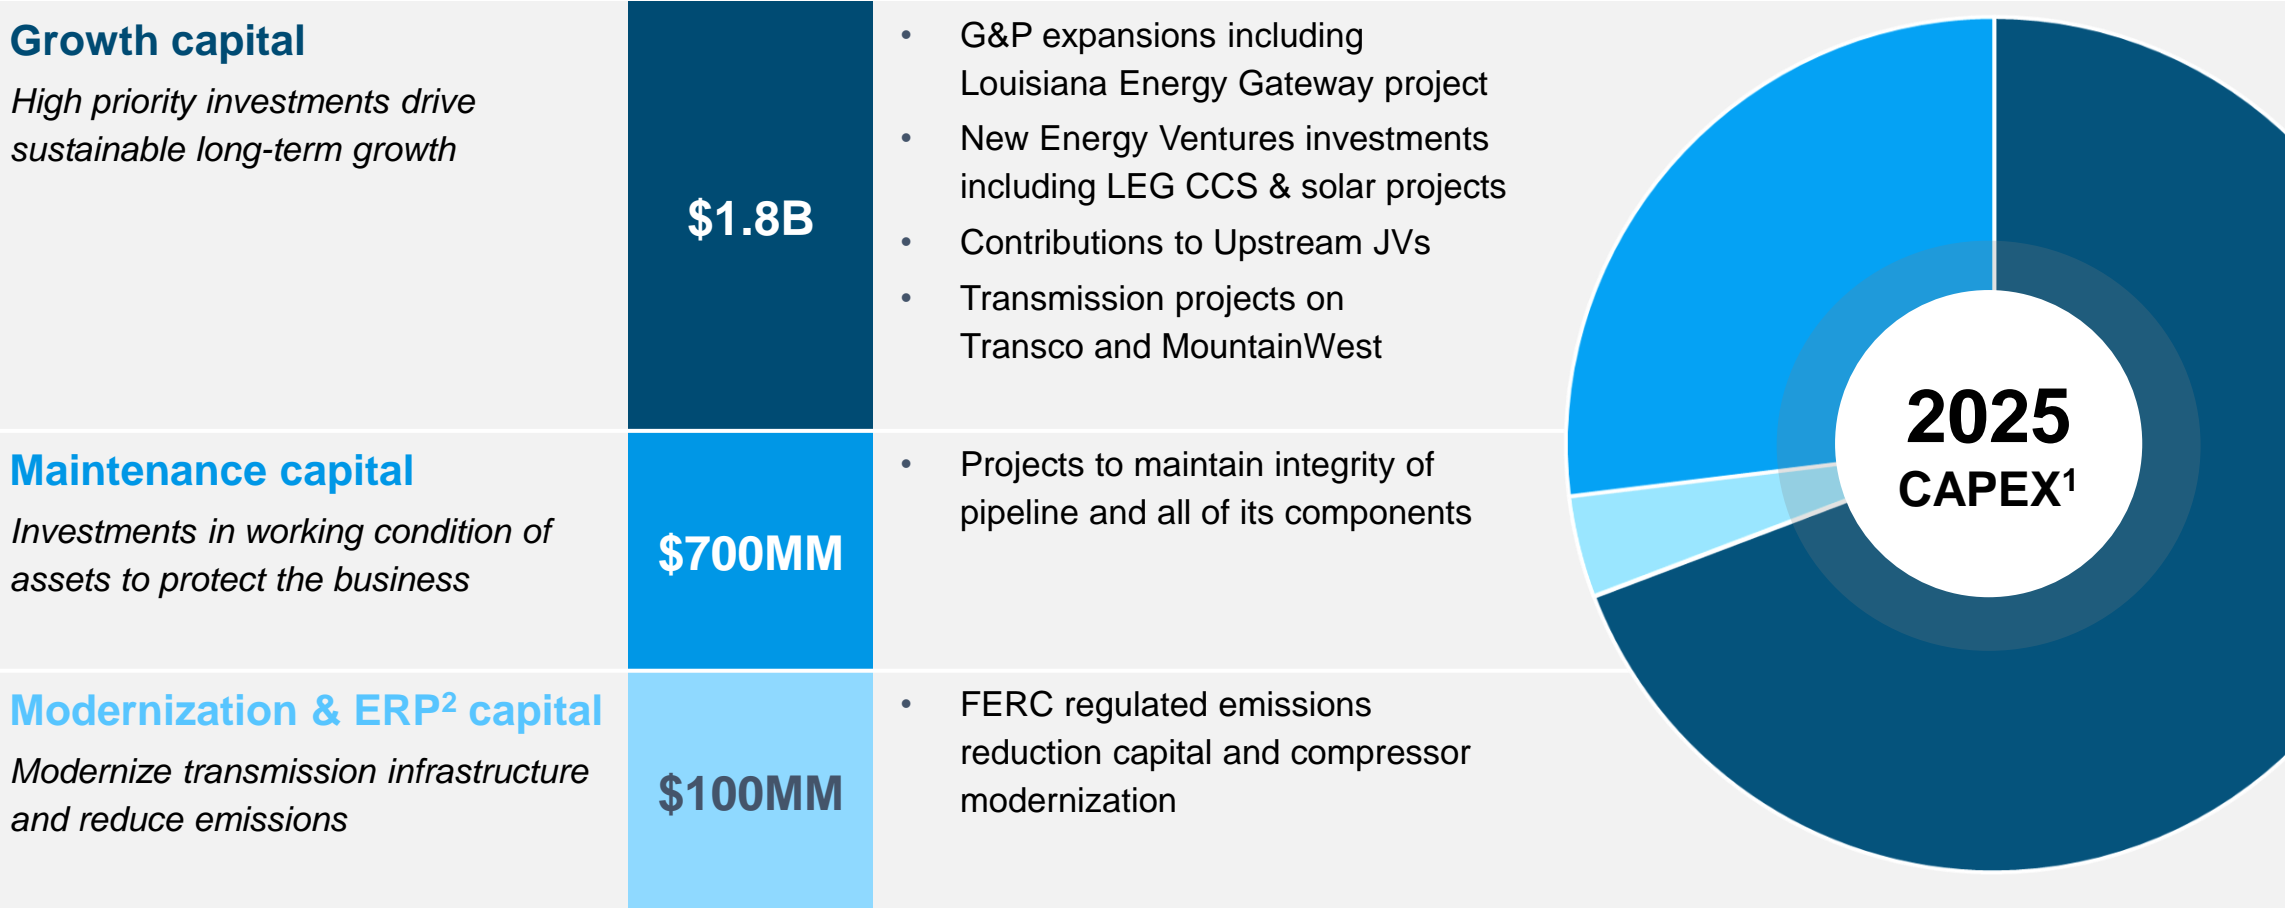 Growth capital
High priority investments drive
sustainable long-term growth
$1.8B
• G&P expansions including
Louisiana Energy Gateway project
• New Energy Ventures investments
including LEG CCS & solar projects
• Contributions to Upstream JVs
• Transmission projects on
Transco and MountainWest
Maintenance capital
Investments in working condition of
assets to protect the business
$700MM
• Projects to maintain integrity of
pipeline and all of its components
Modernization & ERP² capital
Modernize transmission infrastructure
and reduce emissions
$100MM
• FERC regulated emissions
reduction capital and compressor
modernization
2025
CAPEX¹